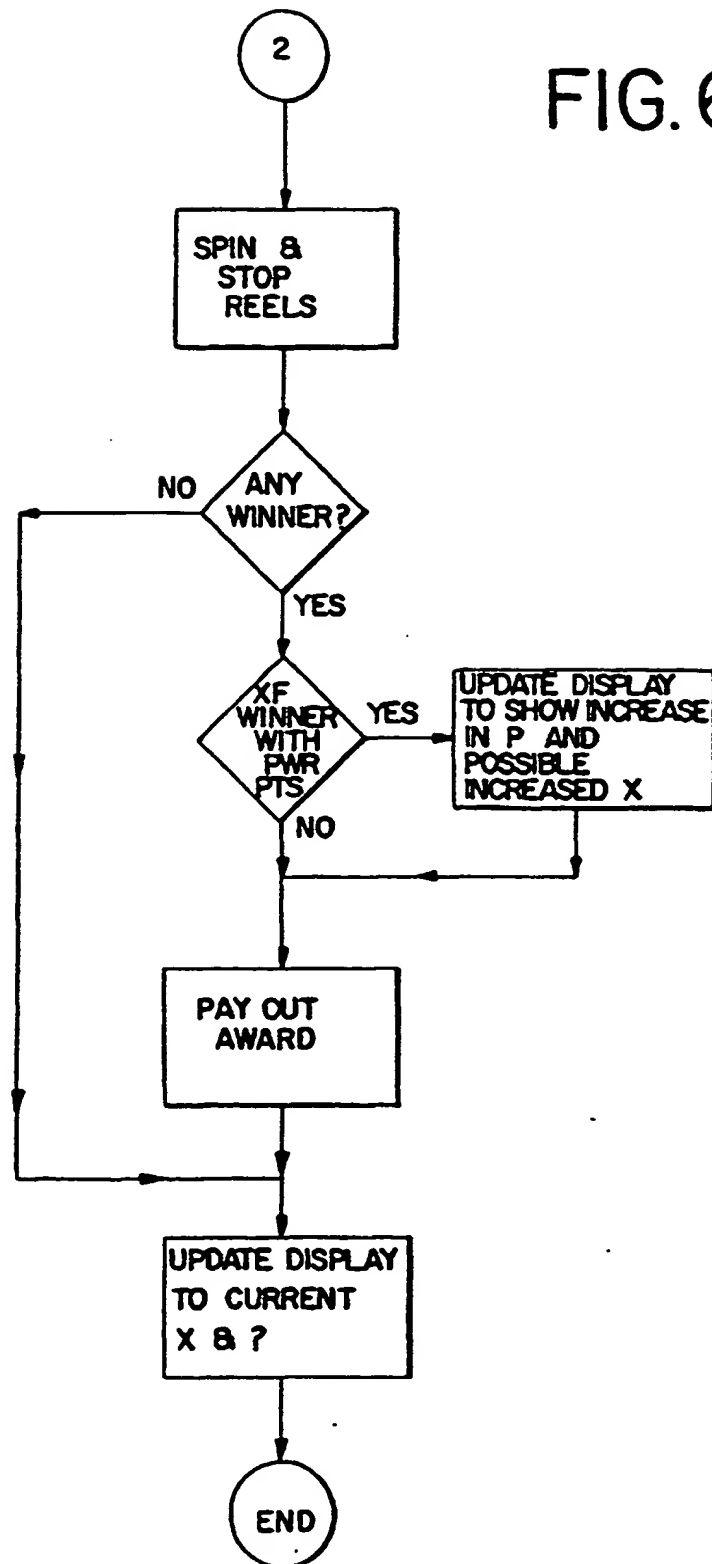 2
FIG. 6
SPIN &
STOP
REELS
ANY
WINNER?
NO
YES
XF
WINNER
WITH
PWR
PTS.
YES
UPDATE DISPLAY
TO SHOW INCREASE
IN P AND
POSSIBLE
INCREASED X
NO
PAY OUT
AWARD
UPDATE DISPLAY
TO CURRENT
X & ?
END